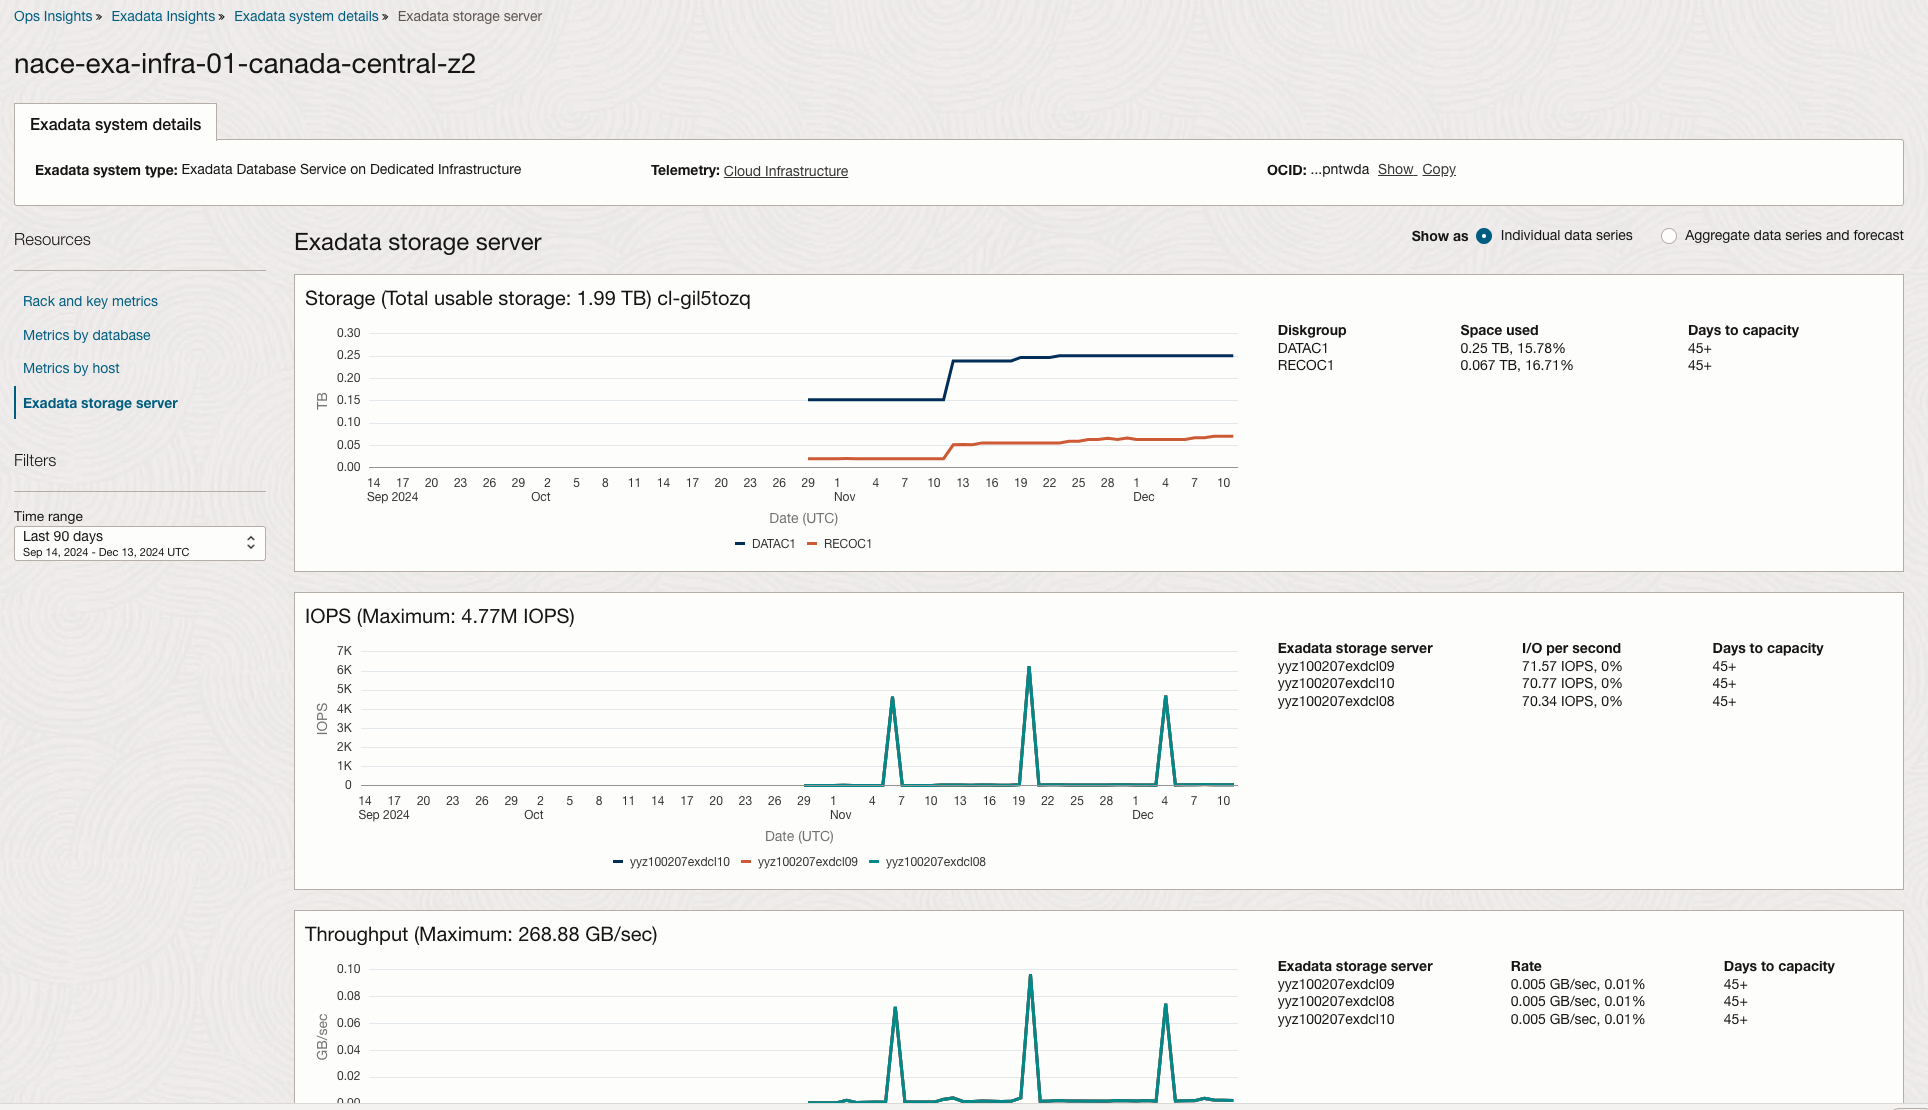 Ops Insights » Exadata Insights » Exadata system details » Exadata storage server
nace-exa-infra-01-canada-central-z2
Exadata system details
Exadata system type: Exadata Database Service on Dedicated Infrastructure
Telemetry: Cloud Infrastructure
OCID: ...pntwda Show Copy
Resources
Rack and key metrics
Metrics by database
Metrics by host
Exadata storage server
Filters
Time range
Last 90 days
Sep 14, 2024 - Dec 13, 2024 UTC
Exadata storage server
Show as Individual data series Aggregate data series and forecast
Storage (Total usable storage: 1.99 TB) cl-gil5tozq
0.30
0.25
0.20
0.15
0.10
0.05
0.00
TB
14 17 20 23 26 29 2 5 8 11 14 17 20 23 26 29 1 4 7 10 13 16 19 22 25 28 1 4 7 10
Sep 2024 Oct Nov Dec
Date (UTC)
DATAC1 RECOC1
Diskgroup Space used Days to capacity
DATAC1 0.25 TB, 15.78% 45+
RECOC1 0.067 TB, 16.71% 45+
IOPS (Maximum: 4.77M IOPS)
7K
6K
5K
4K
3K
2K
1K
0
IOPS
14 17 20 23 26 29 2 5 8 11 14 17 20 23 26 29 1 4 7 10 13 16 19 22 25 28 1 4 7 10
Sep 2024 Oct Nov Dec
Date (UTC)
yyz100207exdcl10 yyz100207exdcl09 yyz100207exdcl08
Exadata storage server I/O per second Days to capacity
yyz100207exdcl09 71.57 IOPS, 0% 45+
yyz100207exdcl10 70.77 IOPS, 0% 45+
yyz100207exdcl08 70.34 IOPS, 0% 45+
Throughput (Maximum: 268.88 GB/sec)
0.10
0.08
0.06
0.04
0.02
0.00
GB/sec
Exadata storage server Rate Days to capacity
yyz100207exdcl09 0.005 GB/sec, 0.01% 45+
yyz100207exdcl08 0.005 GB/sec, 0.01% 45+
yyz100207exdcl10 0.005 GB/sec, 0.01% 45+